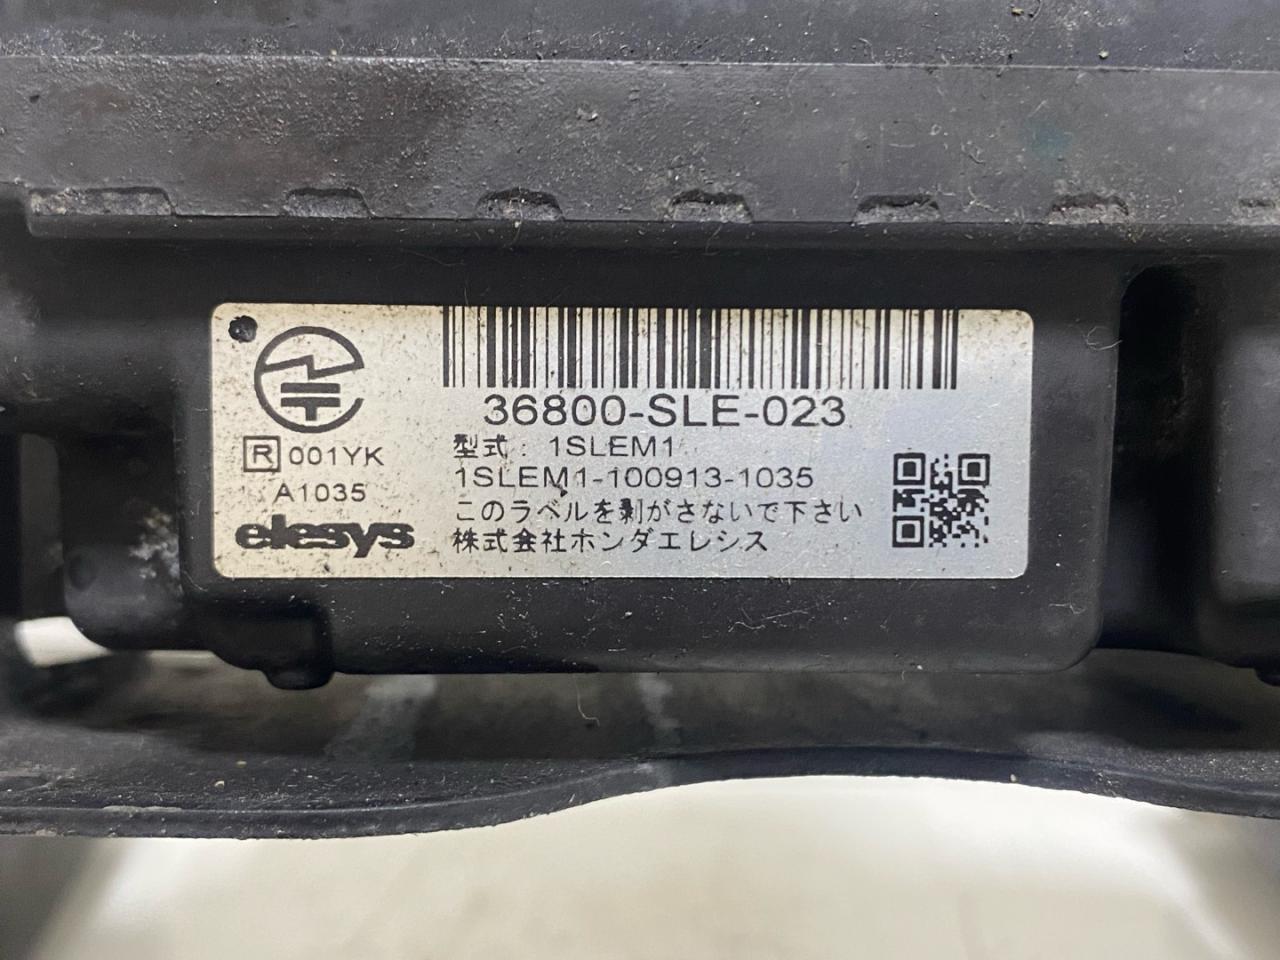 36800-SLE-023
R 001YK
A1035
elesys
型式: 1SLEM1
1SLEM1-100913-1035
このラベルを剥がさないで下さい
株式会社ホンダエレシス